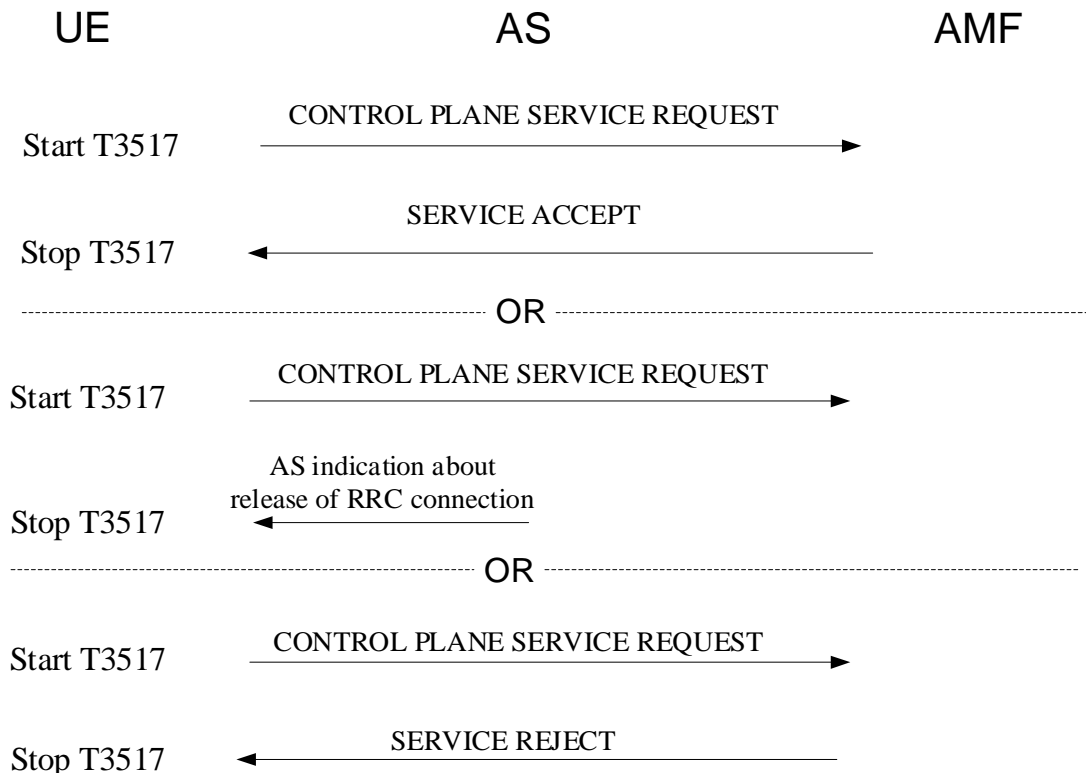 UE AS AMF
CONTROL PLANE SERVICE REQUEST
Start T3517
SERVICE ACCEPT
Stop T3517
OR
CONTROL PLANE SERVICE REQUEST
Start T3517
AS indication about
release of RRC connection
Stop T3517
OR
CONTROL PLANE SERVICE REQUEST
Start T3517
SERVICE REJECT
Stop T3517